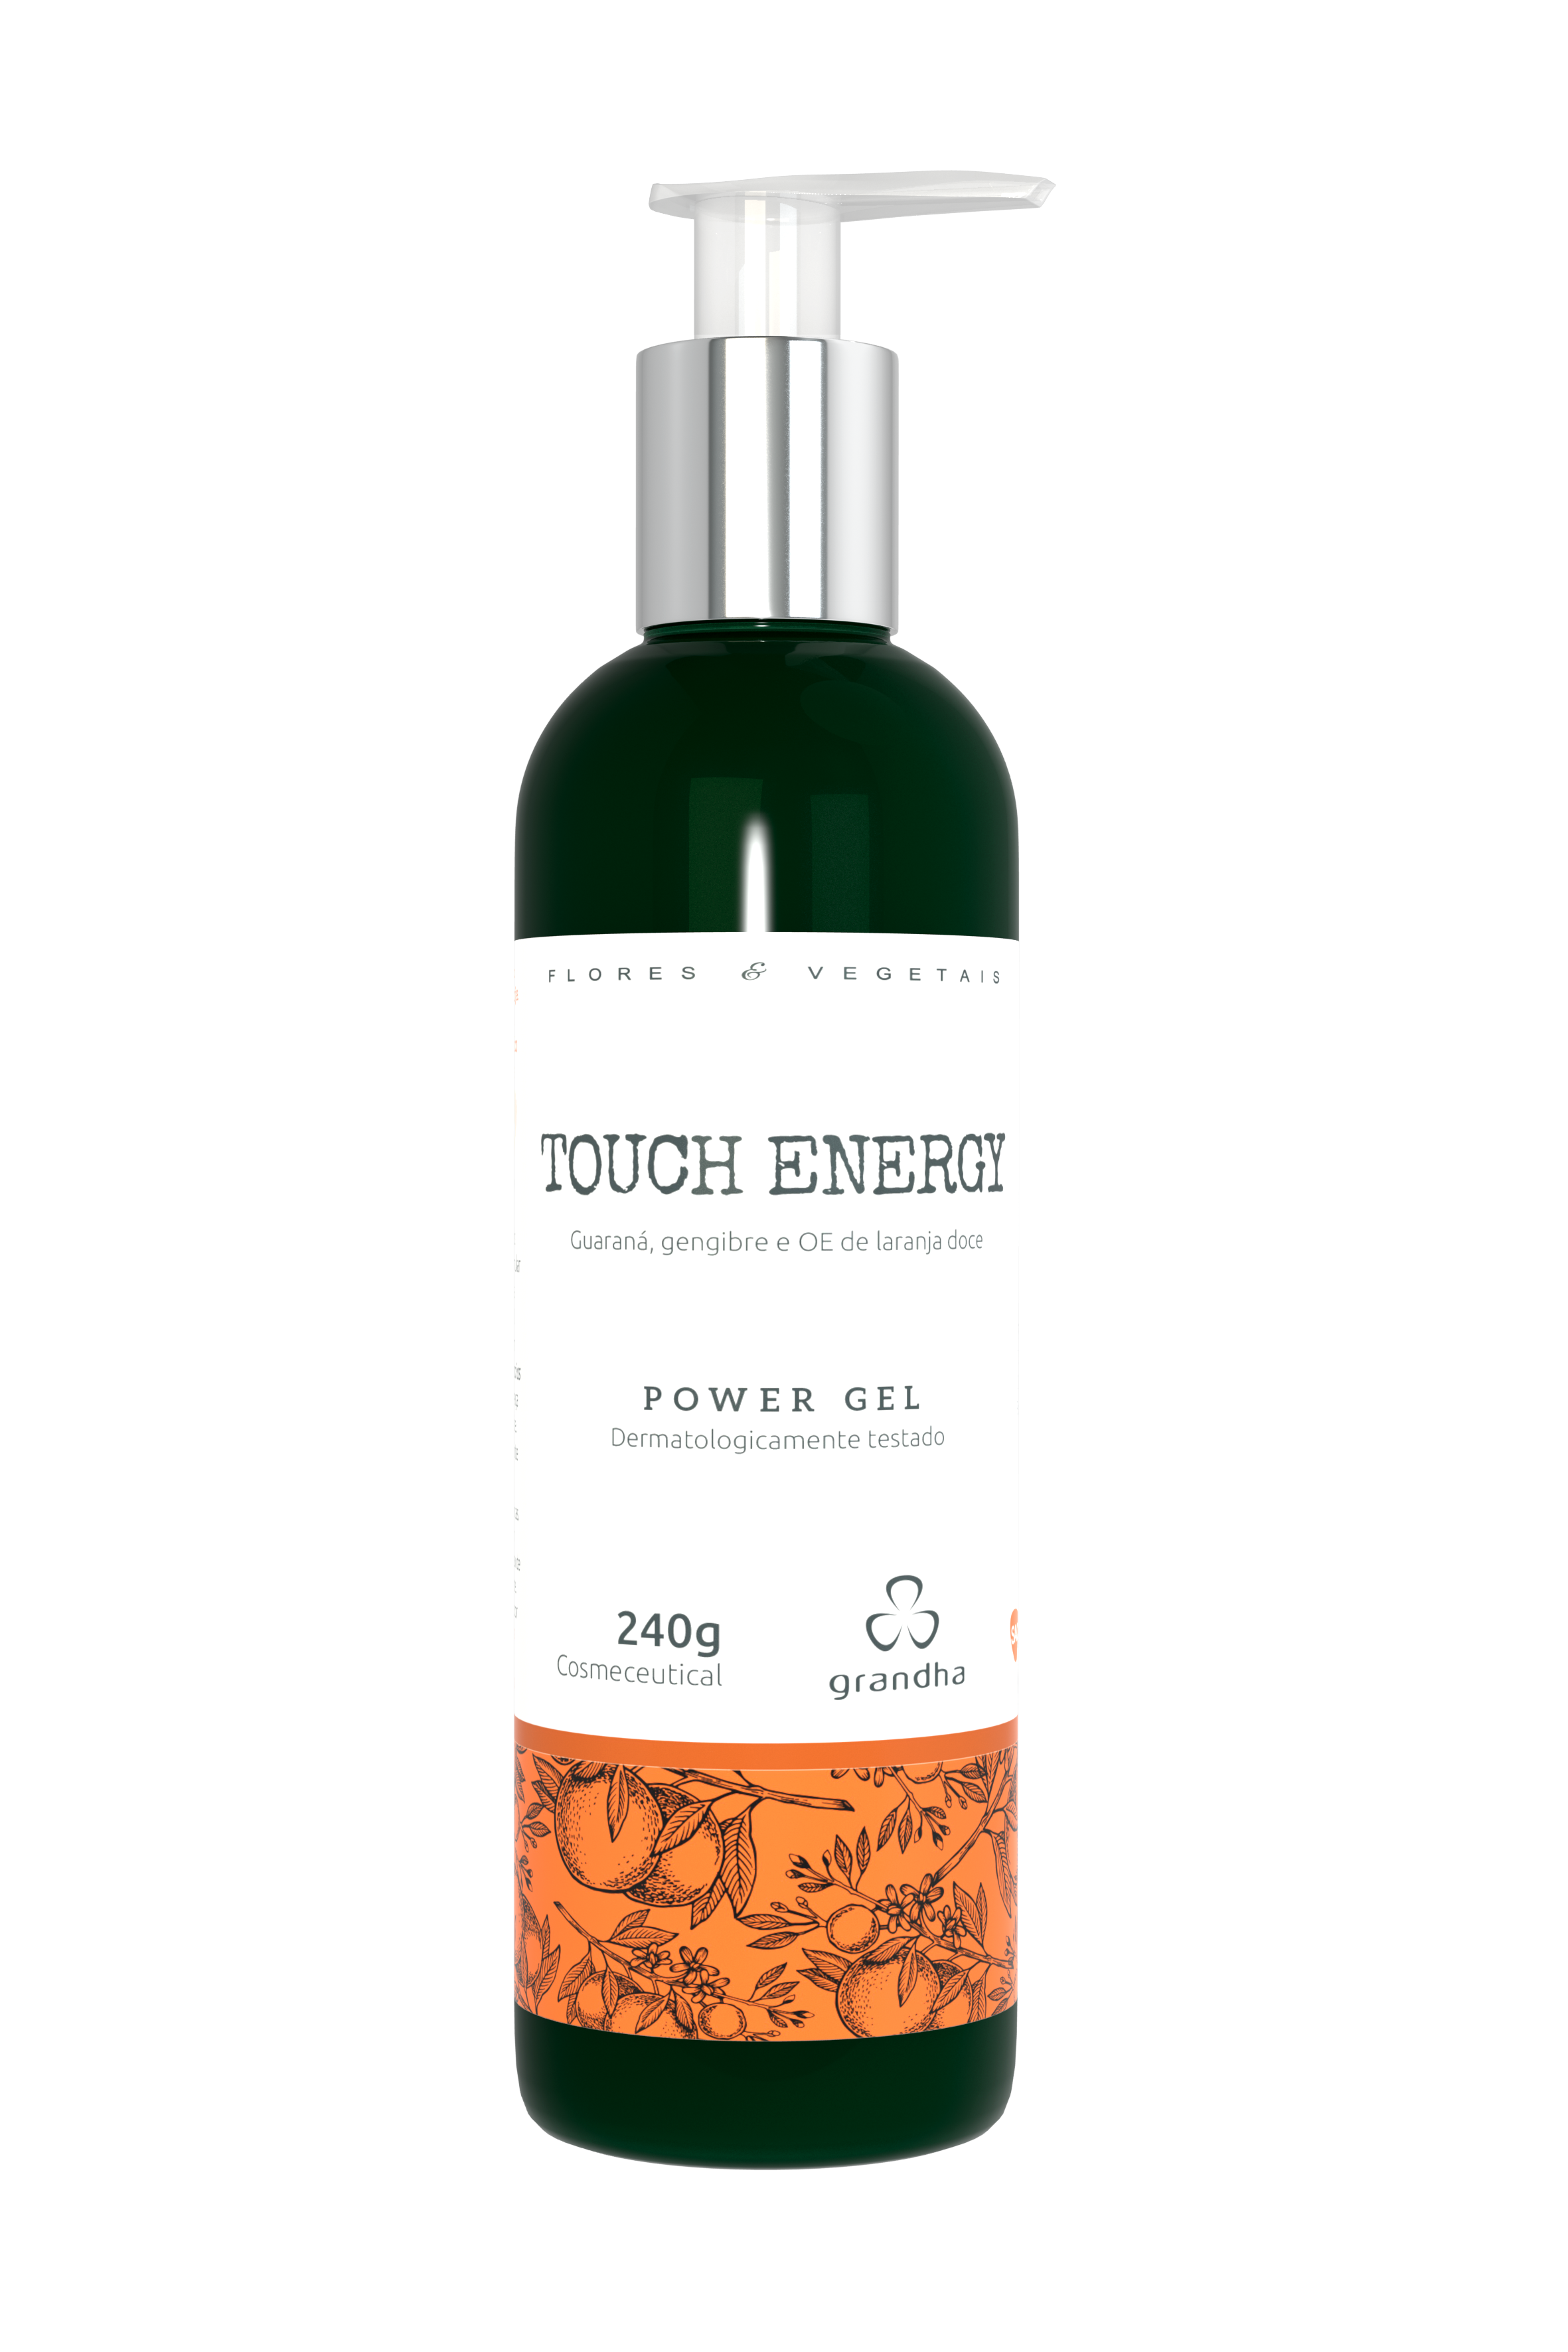 FLORES & VEGETAIS
TOUCH ENERGY
Guaraná, gengibre e OE de laranja doce
POWER GEL
Dermatologicamente testado
240g
Cosmeceutical
grandha